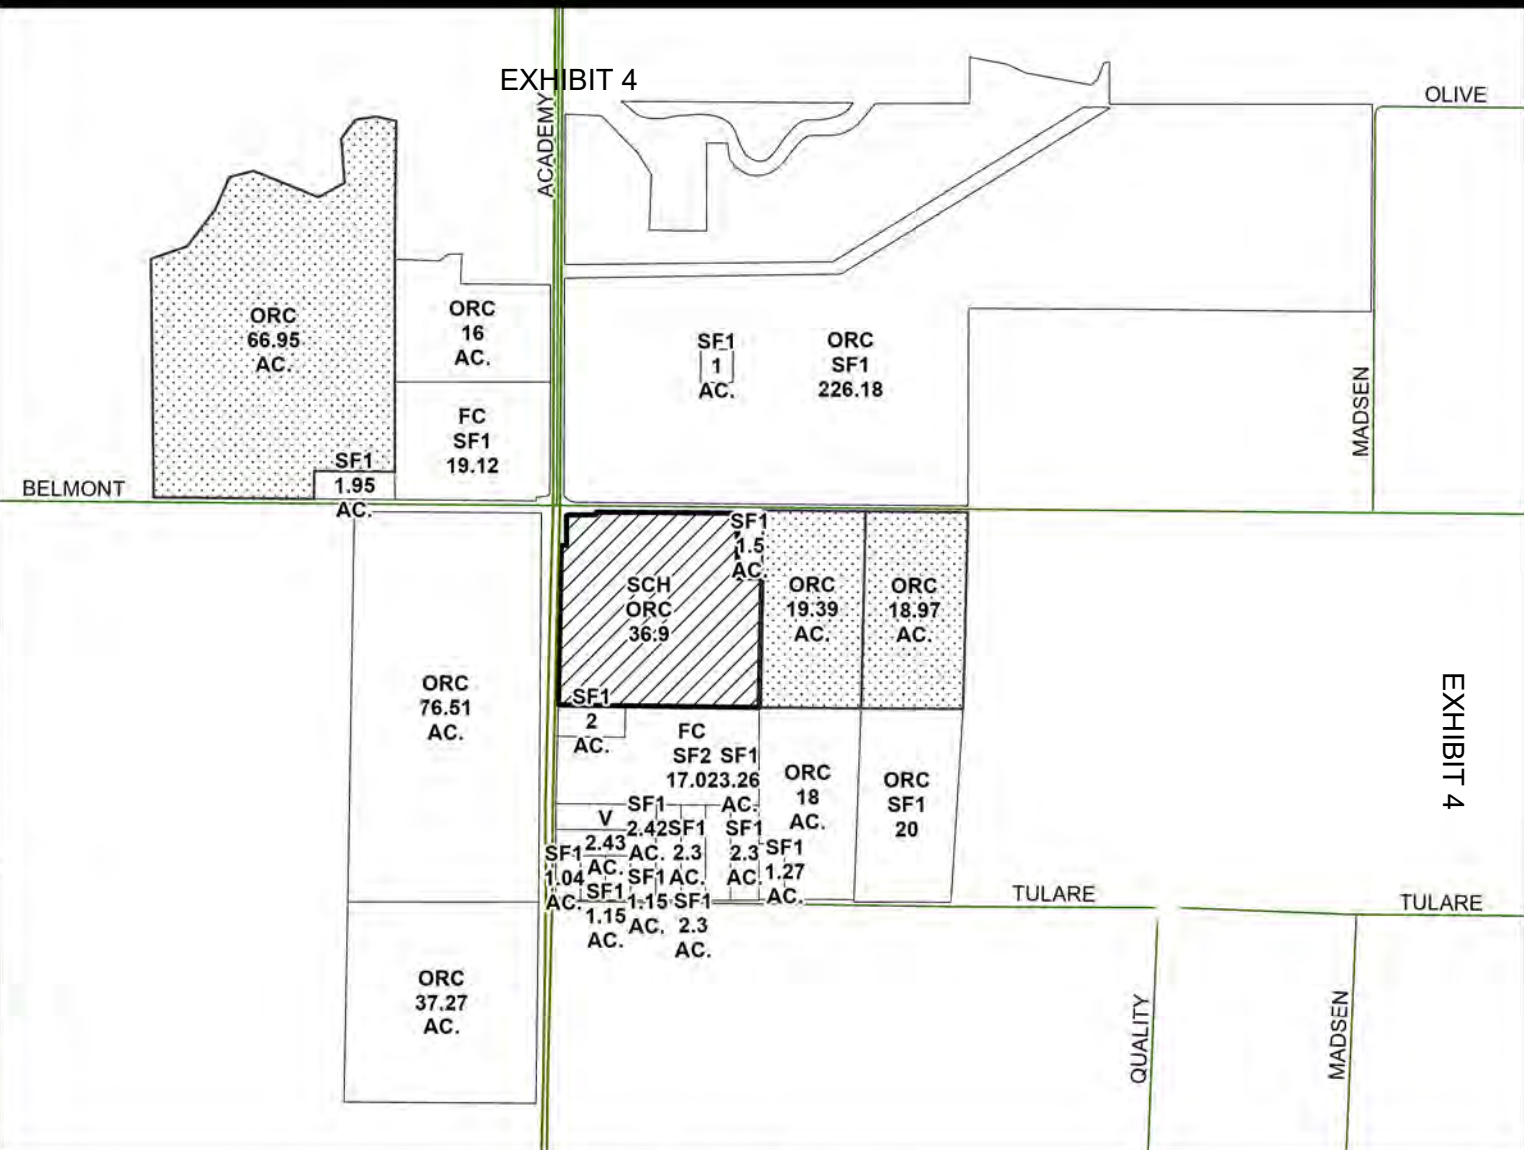 EXHIBIT 4
OLIVE
ACADEMY
ORC
66.95
AC.
ORC
16
AC.
SF1
1
AC.
ORC
SF1
226.18
MADSEN
FC
SF1
19.12
SF1
1.95
AC.
BELMONT
SF1
1.5
AC.
SCH
ORC
36.9
ORC
19.39
AC.
ORC
18.97
AC.
ORC
76.51
AC.
SF1
2
AC.
FC
SF2
17.02
SF1
3.26
AC.
ORC
18
AC.
ORC
SF1
20
EXHIBIT 4
V
2.43
AC.
SF1
2.42
AC.
SF1
2.3
AC.
SF1
2.3
AC.
SF1
1.27
AC.
SF1
1.04
AC.
SF1
1.15
AC.
SF1
1.15
AC.
SF1
2.3
AC.
TULARE
TULARE
ORC
37.27
AC.
QUALITY
MADSEN